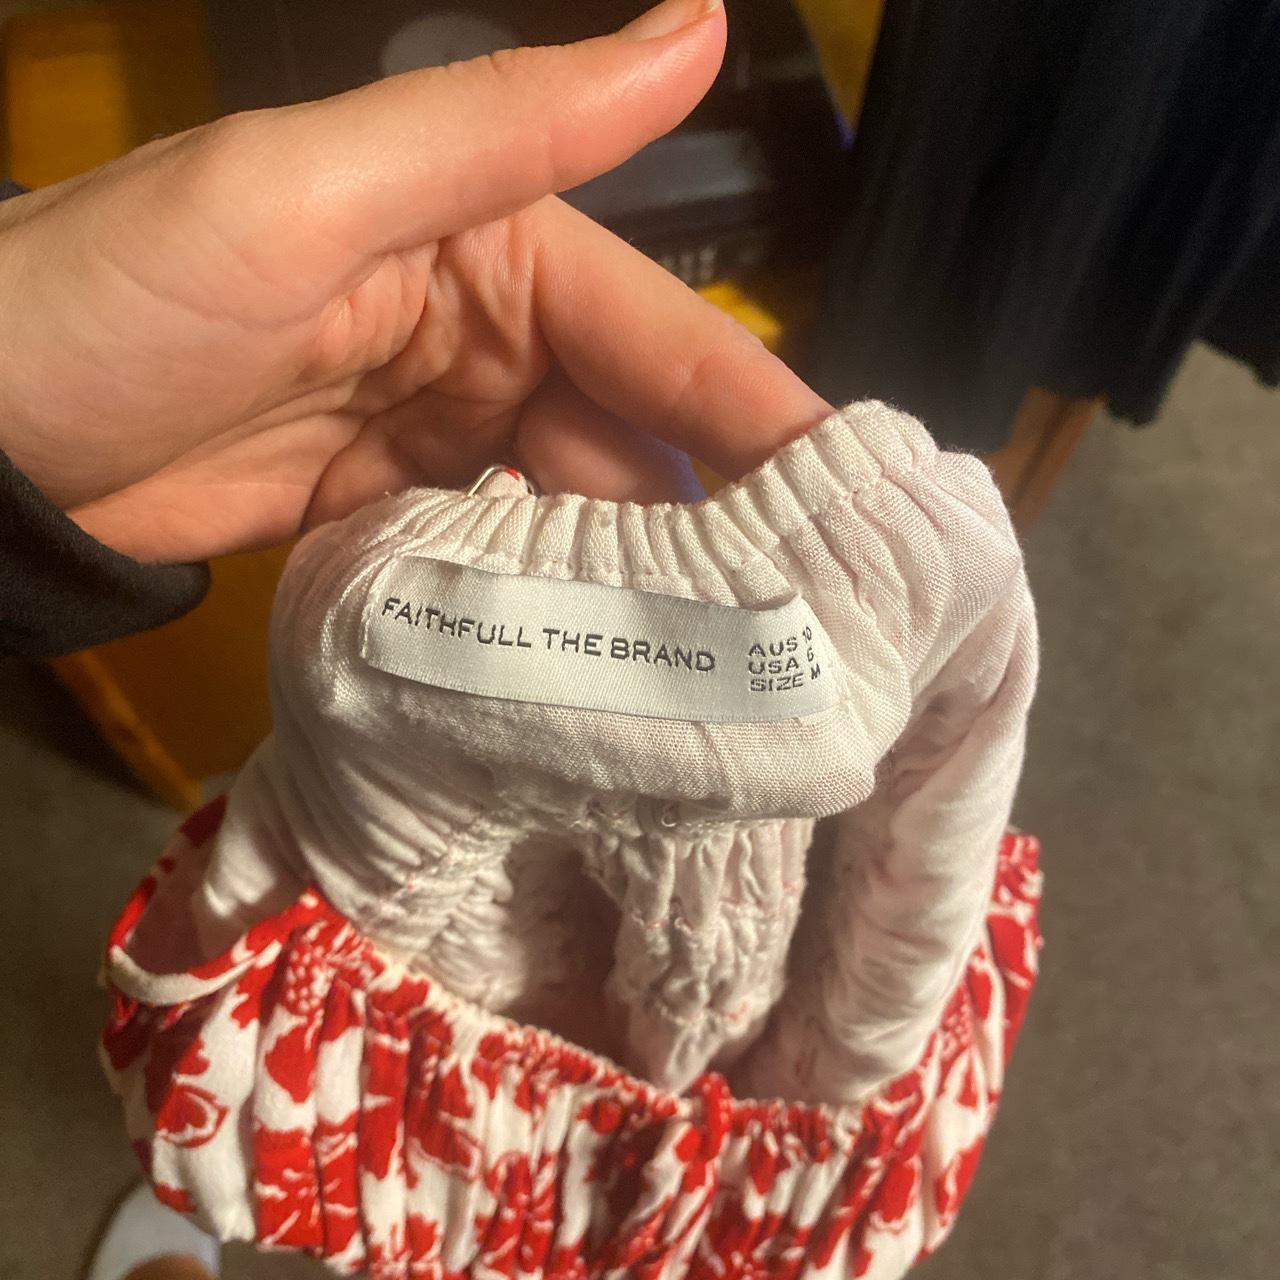 FAITHFULL THE BRAND
AUS 10
USA 6
SIZE M